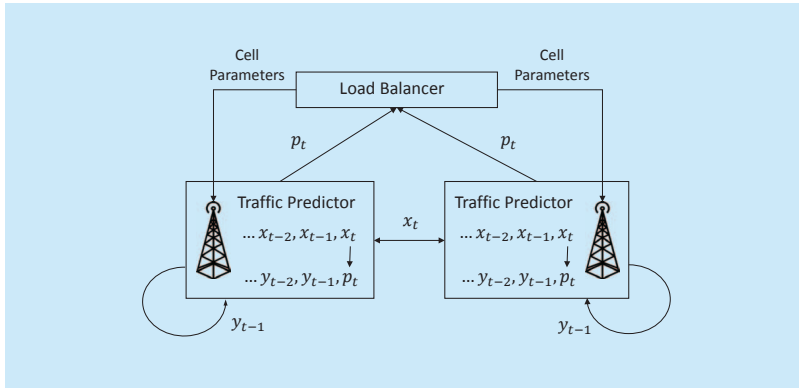 Cell
Parameters
Cell
Parameters
Load Balancer
p_t
p_t
Traffic Predictor
... x_{t-2}, x_{t-1}, x_t
... y_{t-2}, y_{t-1}, p_t
x_t
Traffic Predictor
... x_{t-2}, x_{t-1}, x_t
... y_{t-2}, y_{t-1}, p_t
y_{t-1}
y_{t-1}